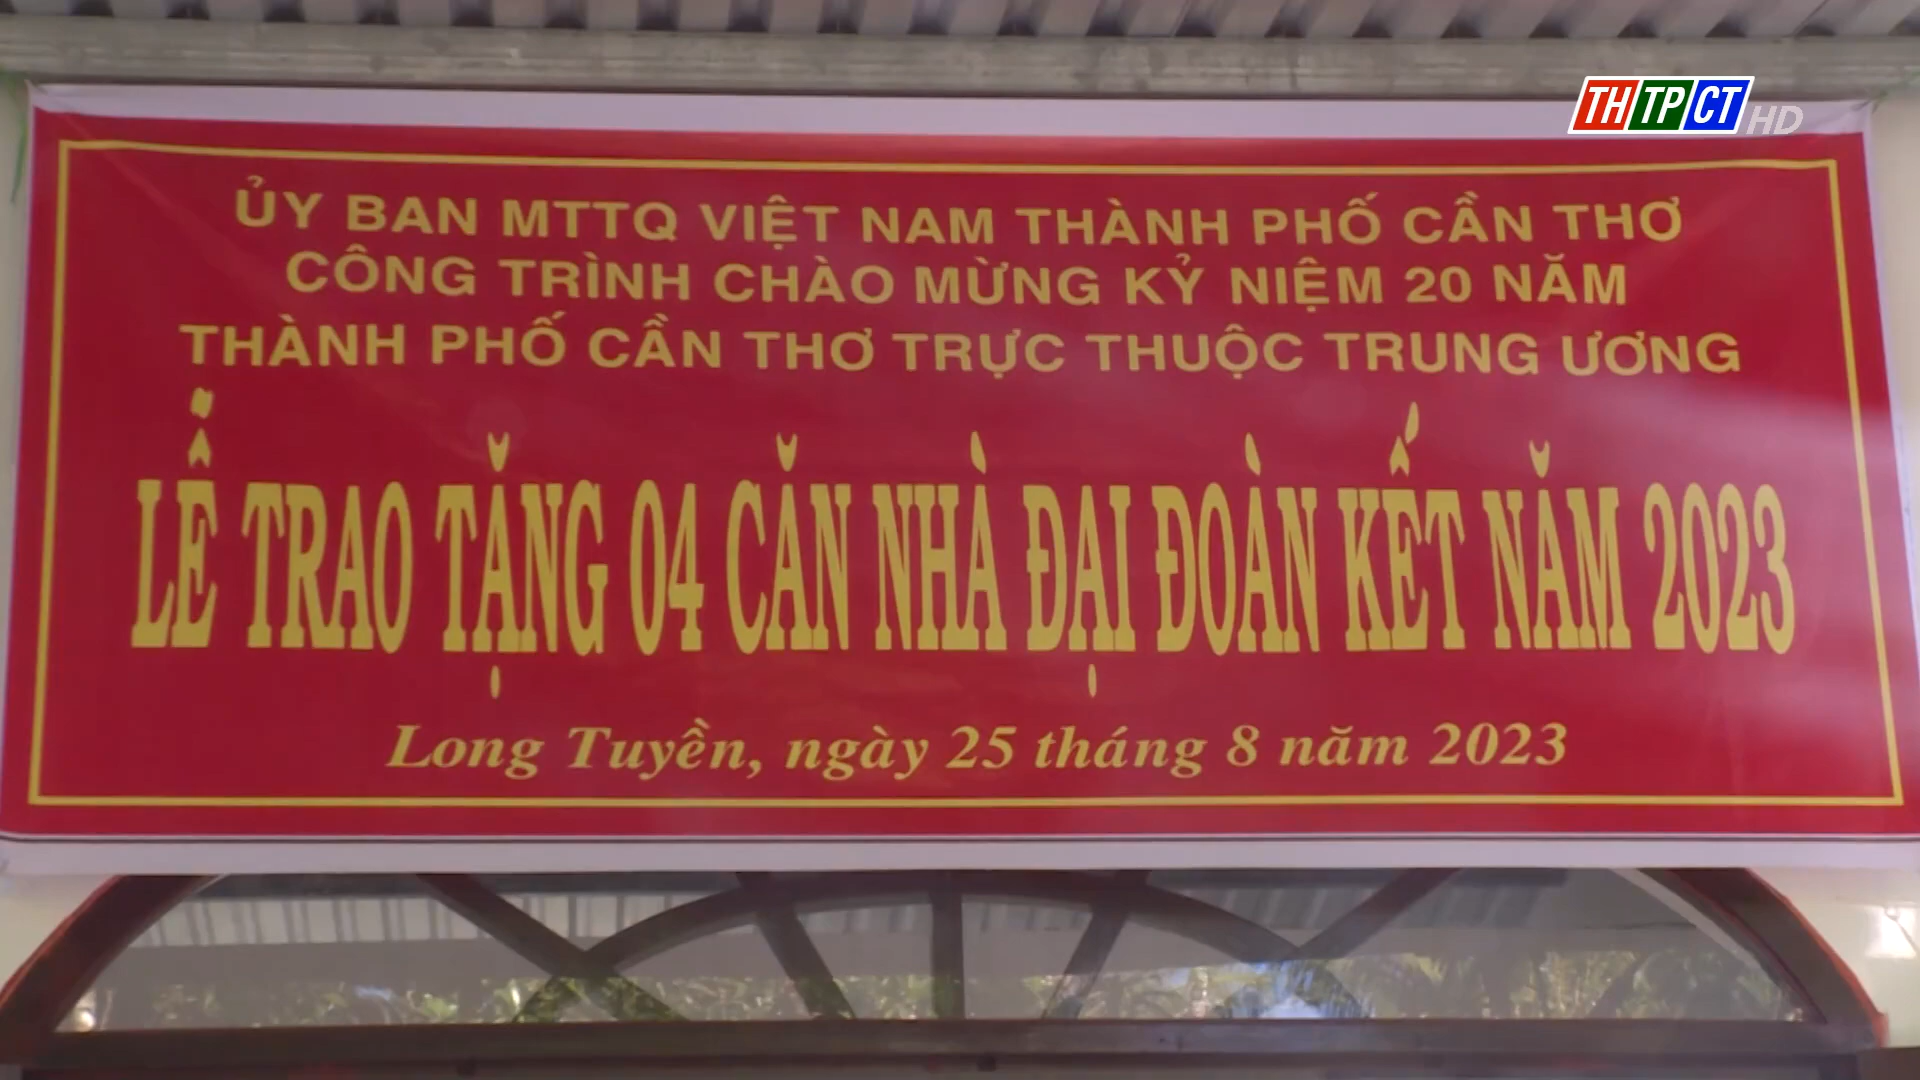 THTPCT HD
ỦY BAN MTTQ VIỆT NAM THÀNH PHỐ CẦN THƠ
CÔNG TRÌNH CHÀO MỪNG KỶ NIỆM 20 NĂM
THÀNH PHỐ CẦN THƠ TRỰC THUỘC TRUNG ƯƠNG
LỄ TRAO TẶNG 04 CĂN NHÀ ĐẠI ĐOÀN KẾT NĂM 2023
Long Tuyền, ngày 25 tháng 8 năm 2023